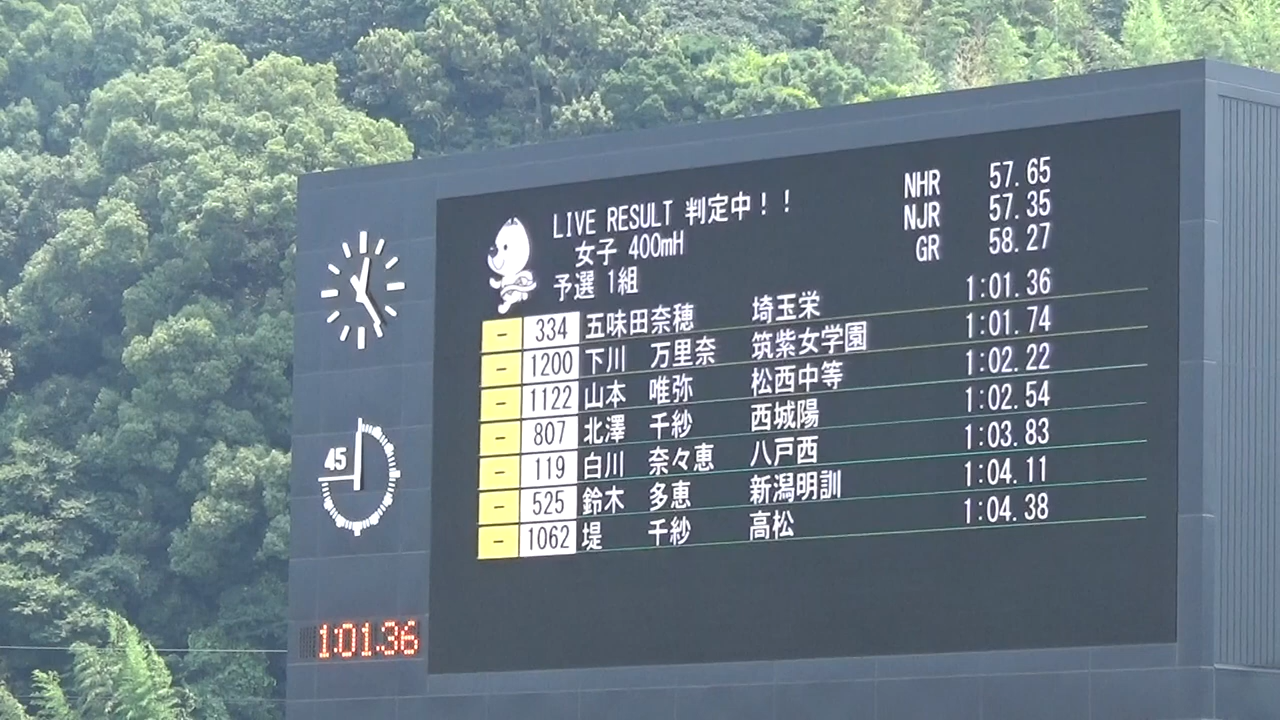 LIVE RESULT 判定中!!
女子 400mH
予選 1組
NHR 57.65
NJR 57.35
GR 58.27
- 334 五味田奈穂 埼玉栄 1:01.36
- 1200 下川 万里奈 筑紫女学園 1:01.74
- 1122 山本 唯弥 松西中等 1:02.22
- 807 北澤 千紗 西城陽 1:02.54
- 119 白川 奈々恵 八戸西 1:03.83
- 525 鈴木 多恵 新潟明訓 1:04.11
- 1062 堤 千紗 高松 1:04.38
45
1:01.36